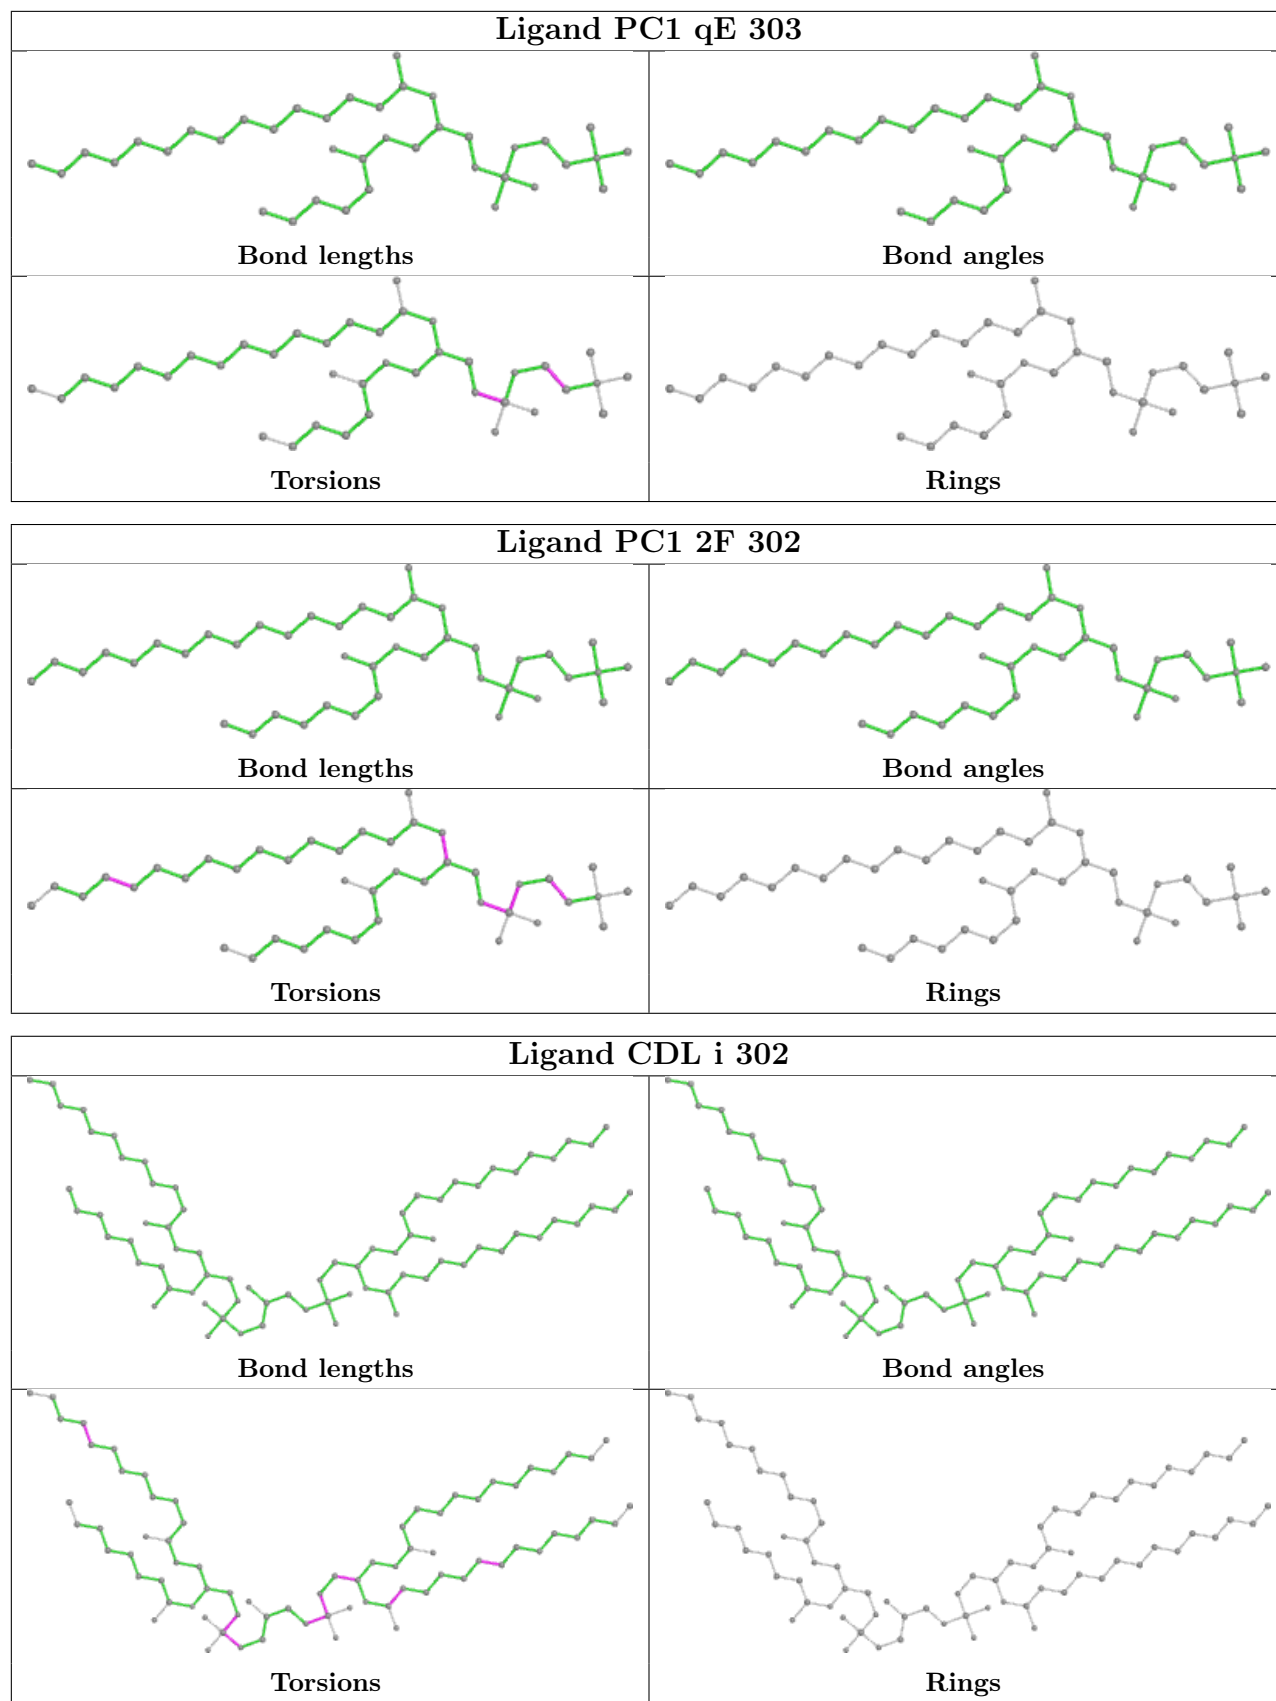 Ligand PC1 qE 303
Bond lengths
Bond angles
Torsions
Rings
Ligand PC1 2F 302
Bond lengths
Bond angles
Torsions
Rings
Ligand CDL i 302
Bond lengths
Bond angles
Torsions
Rings